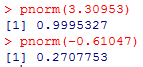 > pnorm(3.30953)
[1] 0.9995327
> pnorm(-0.61047)
[1] 0.2707753